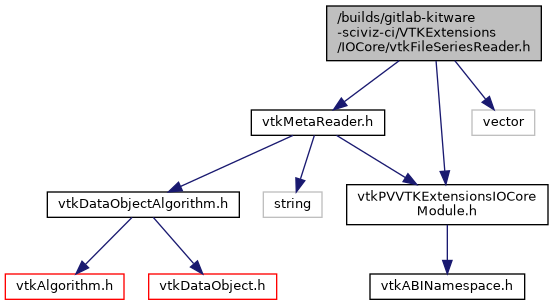 /builds/gitlab-kitware
-sciviz-ci/VTKExtensions
/IOCore/vtkFileSeriesReader.h
vtkMetaReader.h
vector
vtkDataObjectAlgorithm.h
string
vtkPVVTKExtensionsIOCore
Module.h
vtkAlgorithm.h
vtkDataObject.h
vtkABINamespace.h